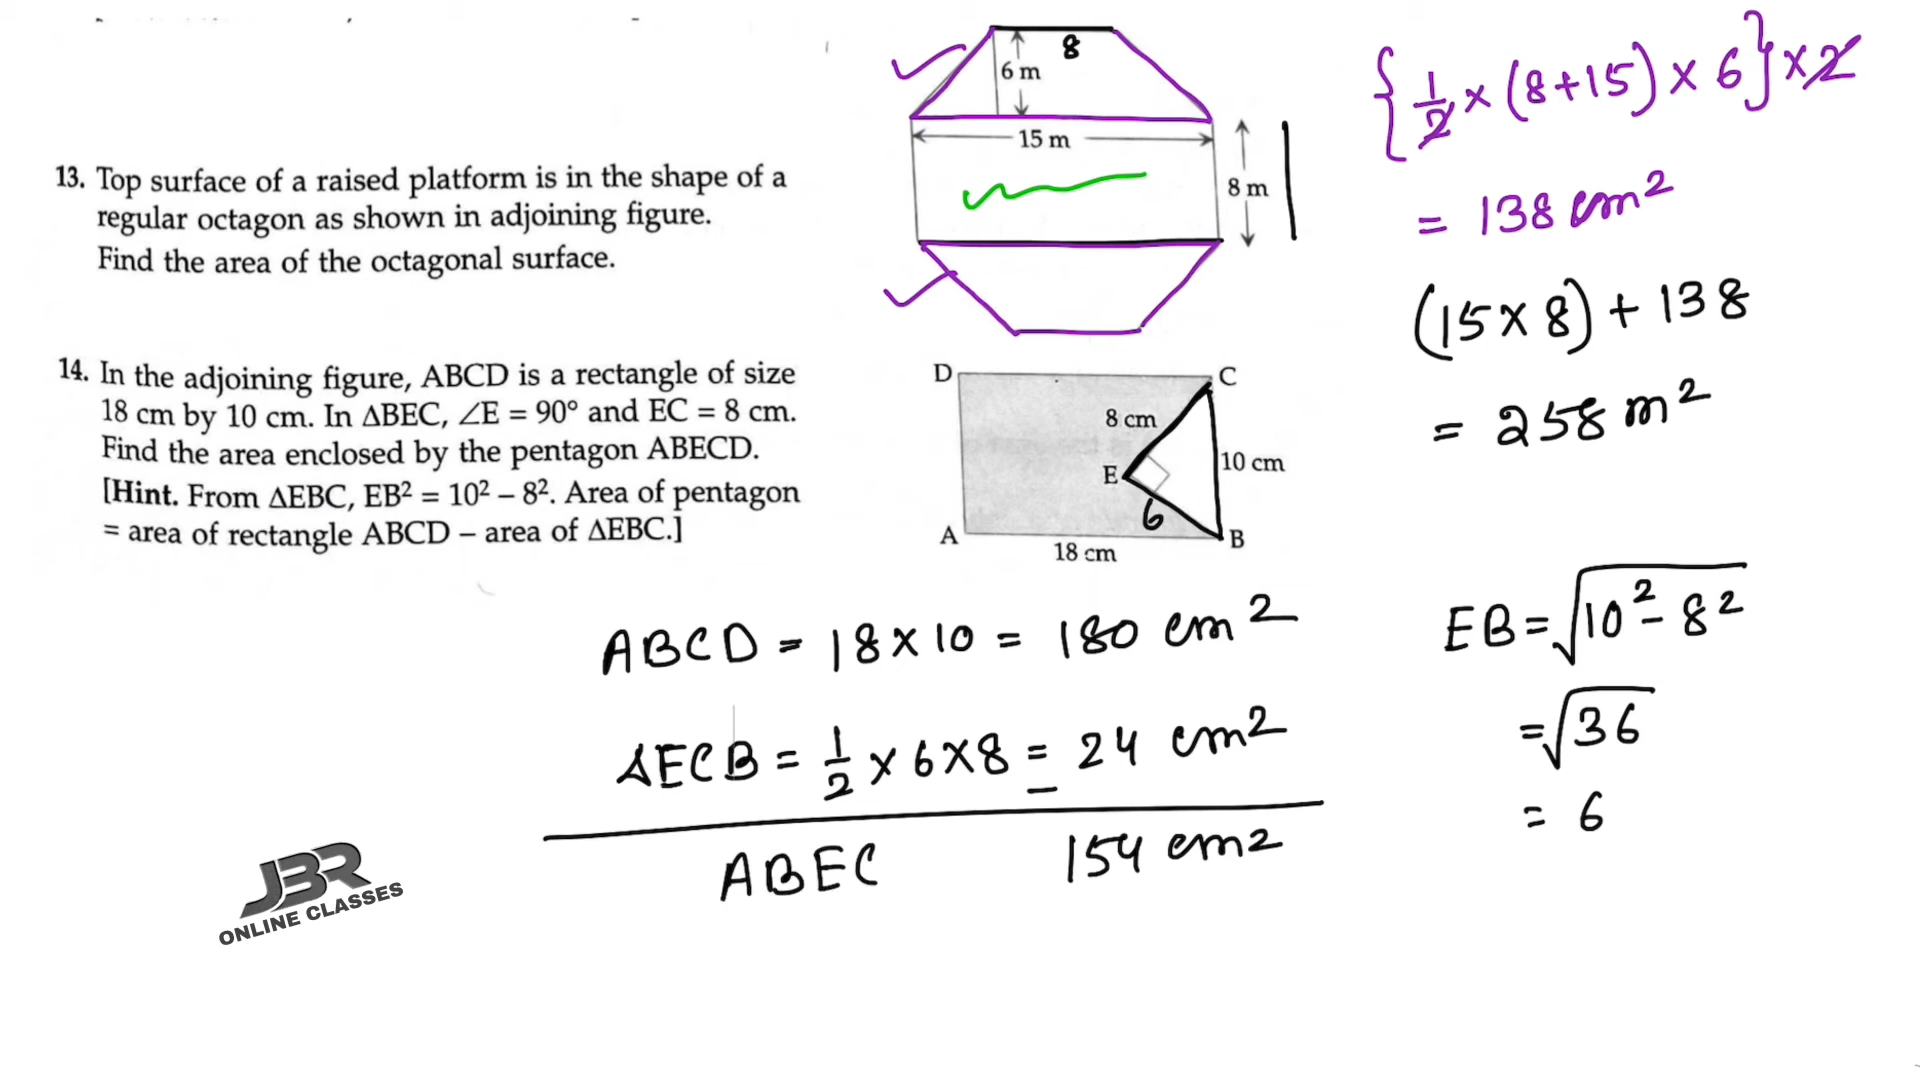 13. Top surface of a raised platform is in the shape of a
regular octagon as shown in adjoining figure.
Find the area of the octagonal surface.
8
6 m
15 m
8 m
{1/2 × (8+15) × 6} × 2
= 138 cm²
(15 × 8) + 138
= 258 m²
14. In the adjoining figure, ABCD is a rectangle of size
18 cm by 10 cm. In ΔBEC, ∠E = 90° and EC = 8 cm.
Find the area enclosed by the pentagon ABECD.
[Hint. From ΔEBC, EB² = 10² – 8². Area of pentagon
= area of rectangle ABCD – area of ΔEBC.]
D
C
8 cm
E
10 cm
6
A
B
18 cm
ABCD = 18 × 10 = 180 cm²
ΔECB = 1/2 × 6×8 = 24 cm²
ABEC 154 cm²
EB = √10² - 8²
= √36
= 6
JBR
ONLINE CLASSES